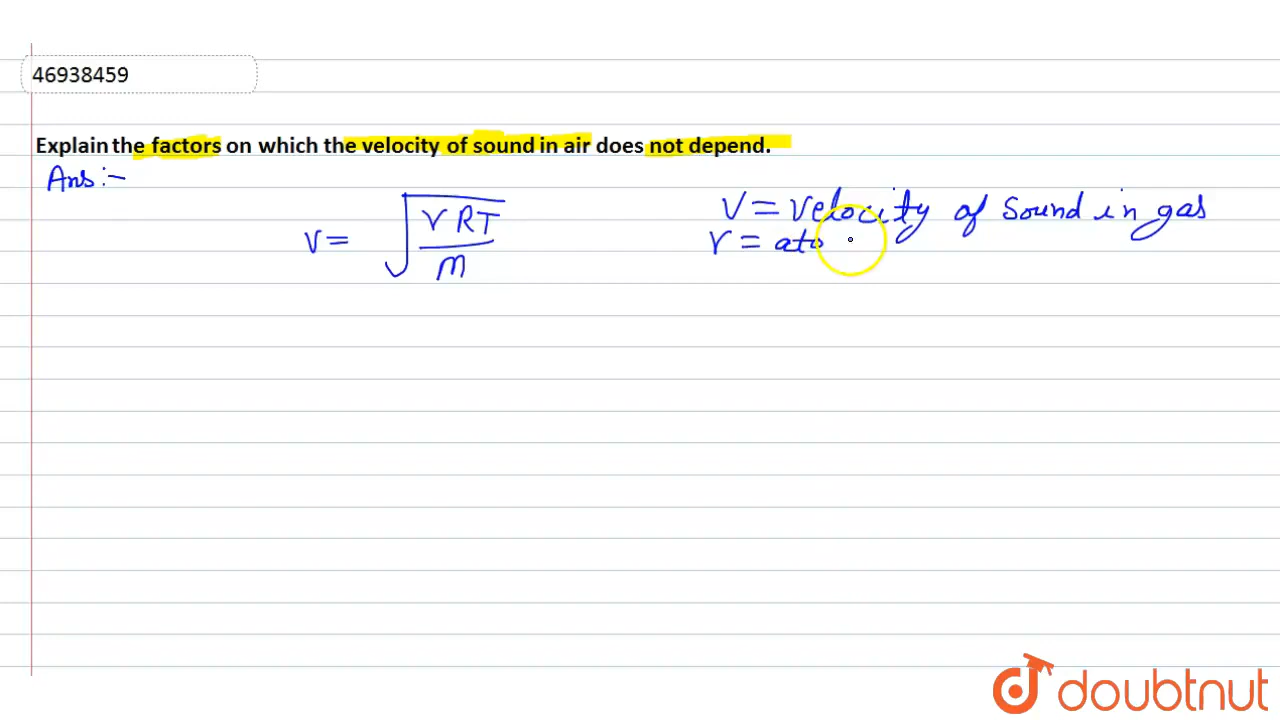 46938459
Explain the factors on which the velocity of sound in air does not depend.
Ans :-
V = √(γRT/M)
V = Velocity of Sound in gas
γ = ato
doubtnut